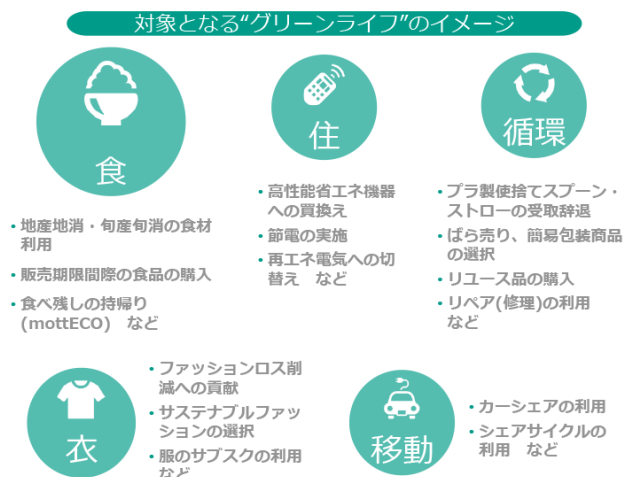 対象となる“グリーンライフ”のイメージ
食
・地産地消・旬産旬消の食材
利用
・販売期限間際の食品の購入
・食べ残しの持帰り
(mottECO)　など
住
・高性能省エネ機器
への買換え
・節電の実施
・再エネ電気への切
替え　など
循環
・プラ製使捨てスプーン・
ストローの受取辞退
・ばら売り、簡易包装商品
の選択
・リユース品の購入
・リペア(修理)の利用
など
衣
・ファッションロス削
減への貢献
・サステナブルファッ
ションの選択
・服のサブスクの利用
など
移動
・カーシェアの利用
・シェアサイクルの
利用　など